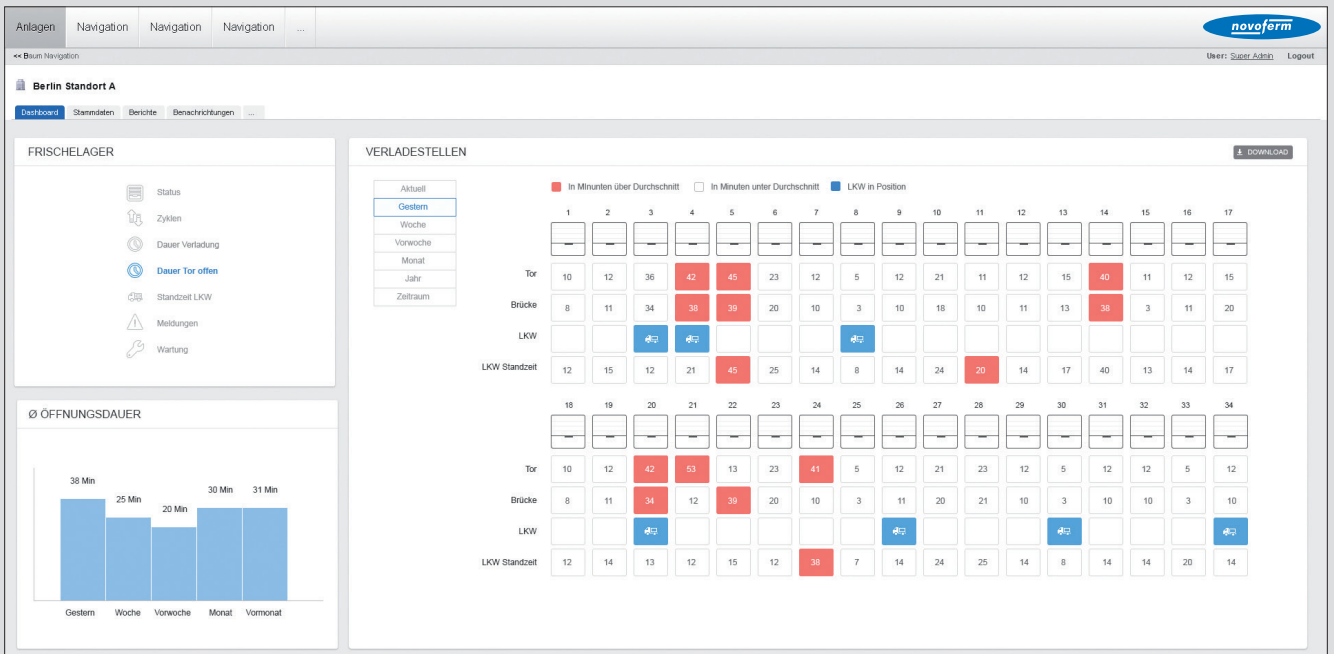 Anlagen Navigation Navigation Navigation ...
novoferm
<< Baum Navigation
User: Super Admin Logout
Berlin Standort A
Dashboard Stammdaten Berichte Benachrichtungen ...
FRISCHELAGER
Status
Zyklen
Dauer Verladung
Dauer Tor offen
Standzeit LKW
Meldungen
Wartung
Ø ÖFFNUNGSDAUER
38 Min 25 Min 20 Min 30 Min 31 Min
Gestern Woche Vorwoche Monat Vormonat
VERLADESTELLEN
DOWNLOAD
Aktuell
Gestern
Woche
Vorwoche
Monat
Jahr
Zeitraum
In Minunten über Durchschnitt In Minuten unter Durchschnitt LKW in Position
1 2 3 4 5 6 7 8 9 10 11 12 13 14 15 16 17
Tor 10 12 36 42 45 23 12 5 12 21 11 12 15 40 11 12 15
Brücke 8 11 34 38 39 20 10 3 10 18 10 11 13 38 3 11 20
LKW
LKW Standzeit 12 15 12 21 45 25 14 8 14 24 20 14 17 40 13 14 17
18 19 20 21 22 23 24 25 26 27 28 29 30 31 32 33 34
Tor 10 12 42 53 13 23 41 5 12 21 23 12 5 12 12 5 12
Brücke 8 11 34 12 39 20 10 3 11 20 21 10 3 10 10 3 10
LKW
LKW Standzeit 12 14 13 12 15 12 38 7 14 24 25 14 8 14 14 20 14